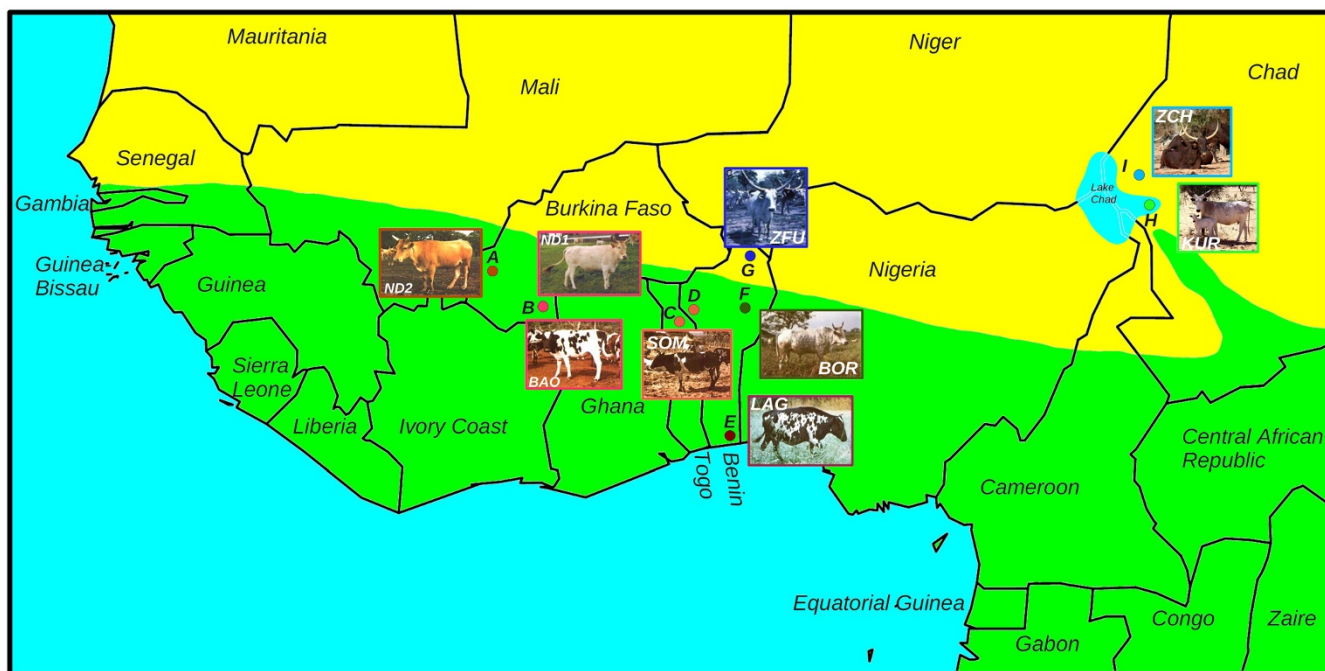 Mauritania
Niger
Mali
Chad
ZCH
Senegal
I
Lake
Chad
Gambia
Burkina Faso
H
KUR
ND1
ZFU
A
G
Guinea-
Bissau
Guinea
ND2
Nigeria
B
D
F
C
SOM
BOR
Sierra
Leone
BAO
Ghana
LAG
Liberia
Ivory Coast
E
Togo
Benin
Central African
Republic
Cameroon
Equatorial Guinea
Congo
Zaire
Gabon